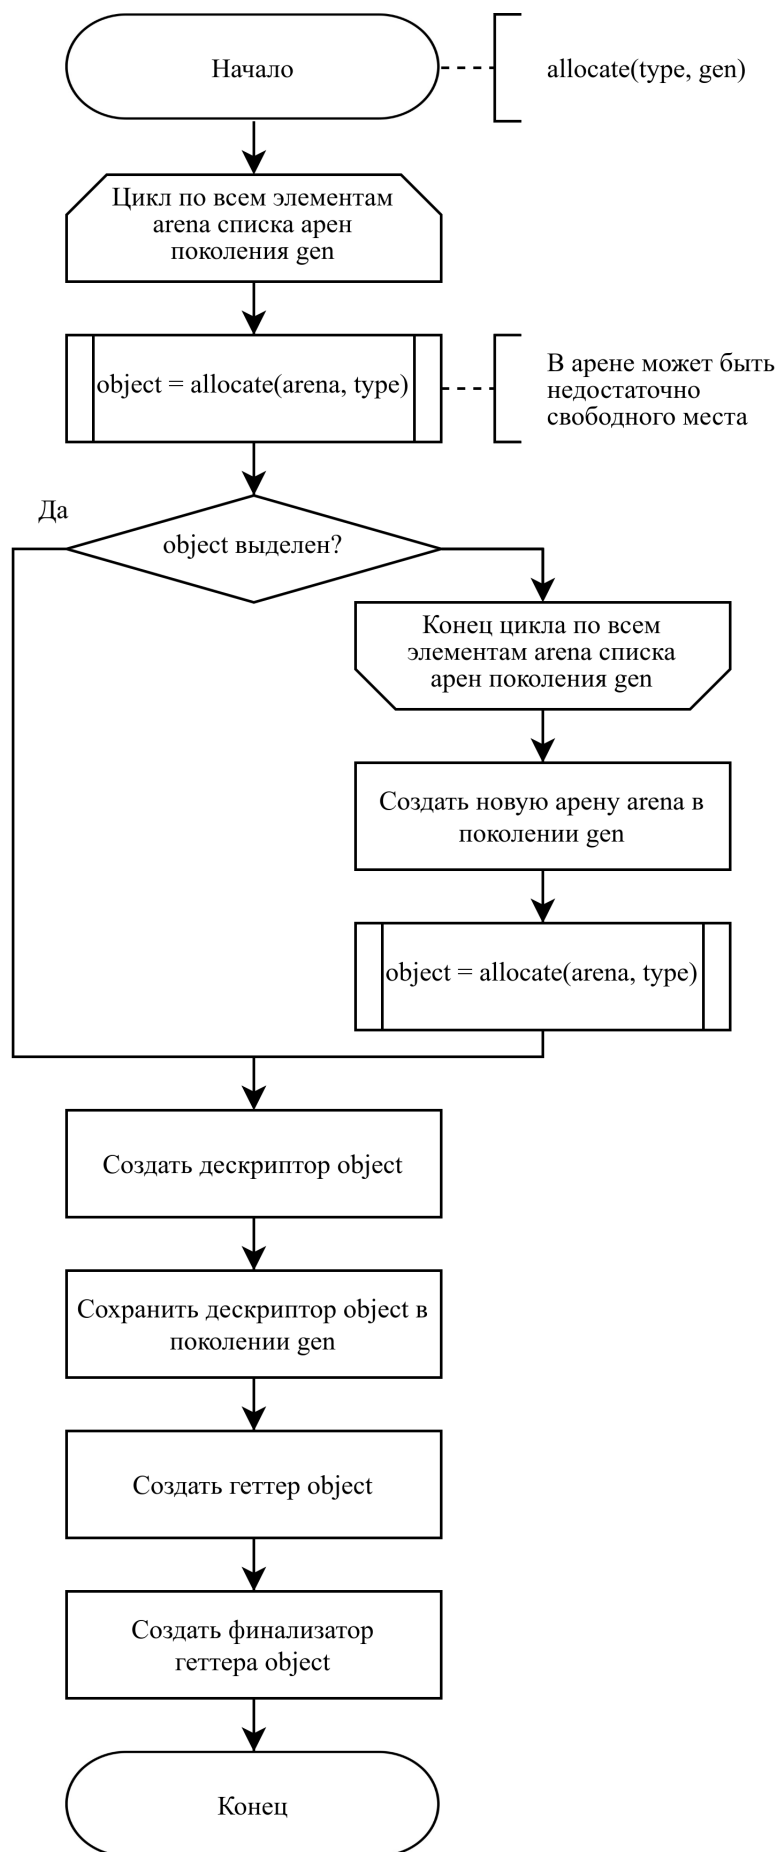 Начало
allocate(type, gen)
Цикл по всем элементам
arena списка арен
поколения gen
object = allocate(arena, type)
В арене может быть
недостаточно
свободного места
Да
object выделен?
Конец цикла по всем
элементам arena списка
арен поколения gen
Создать новую арену arena в
поколении gen
object = allocate(arena, type)
Создать дескриптор object
Сохранить дескриптор object в
поколении gen
Создать геттер object
Создать финализатор
геттера object
Конец